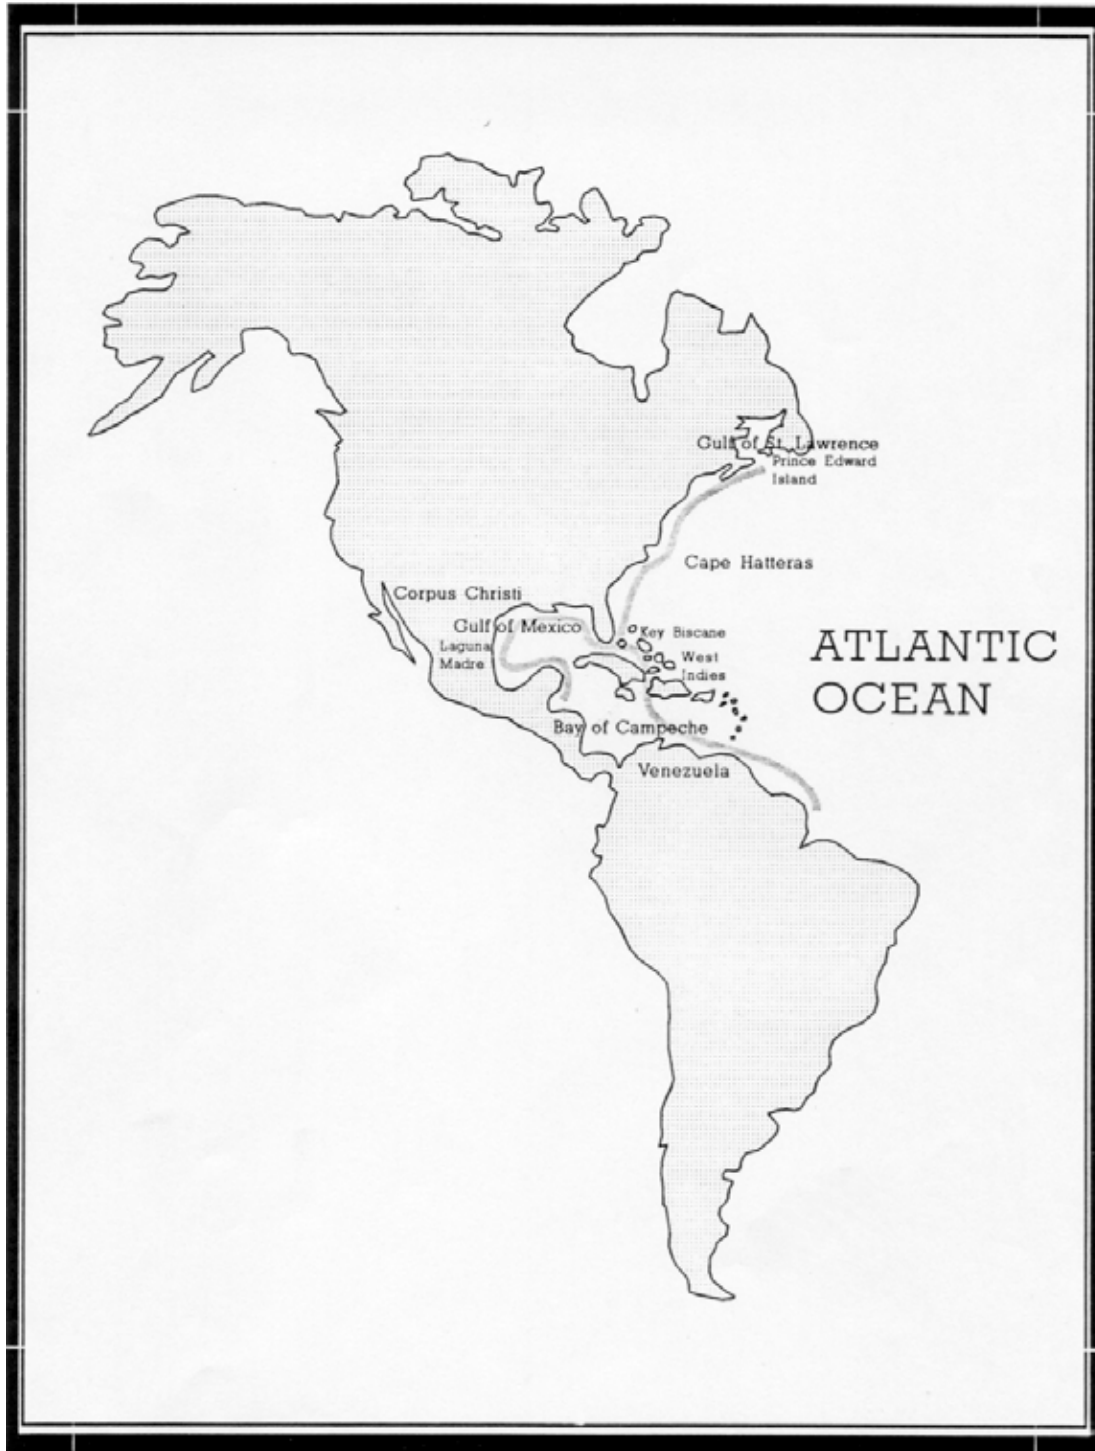 Gulf of St. Lawrence
Prince Edward
Island
Cape Hatteras
Corpus Christi
Gulf of Mexico
Key Biscane
Laguna
Madre
West
Indies
ATLANTIC
OCEAN
Bay of Campeche
Venezuela